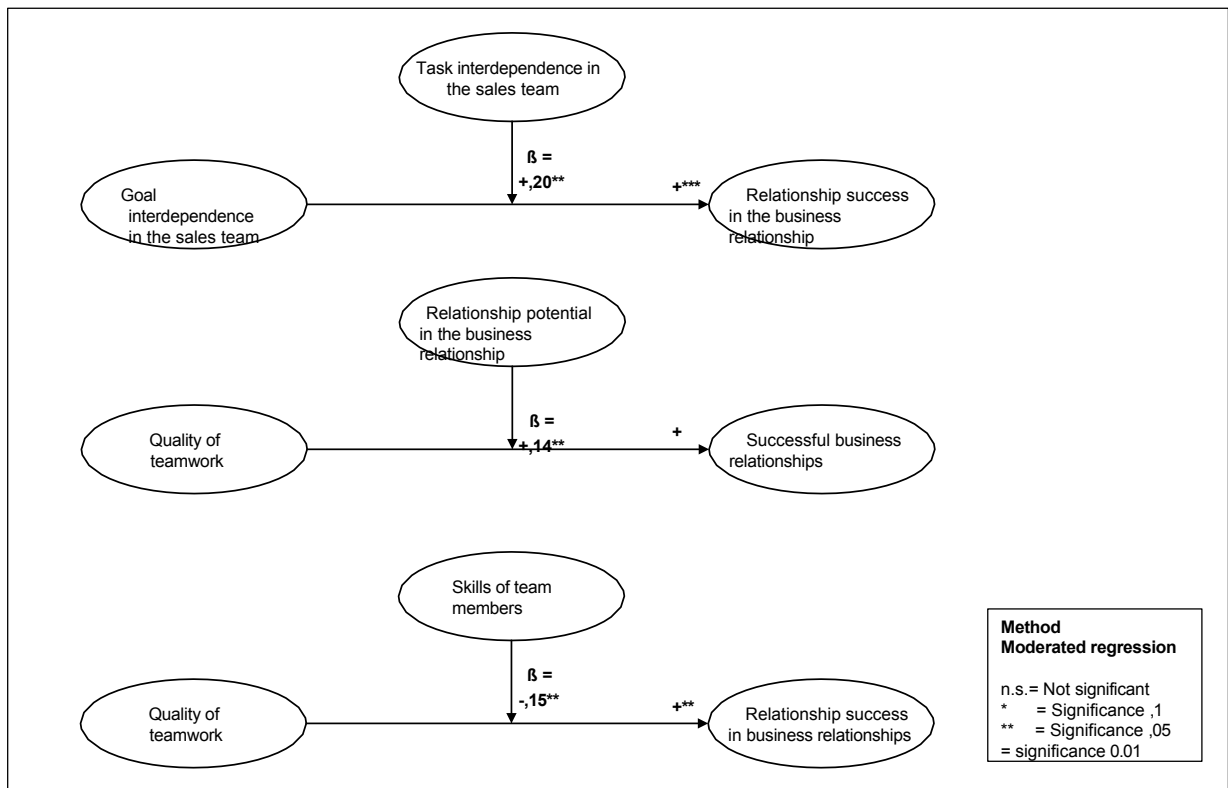 Task interdependence in
the sales team
ß =
+,20**
+***
Goal
interdependence
in the sales team
Relationship success
in the business
relationship
Relationship potential
in the business
relationship
ß =
+,14**
+
Quality of
teamwork
Successful business
relationships
Skills of team
members
ß =
-,15**
+**
Quality of
teamwork
Relationship success
in business relationships
Method
Moderated regression
n.s.= Not significant
* = Significance ,1
** = Significance ,05
= significance 0.01